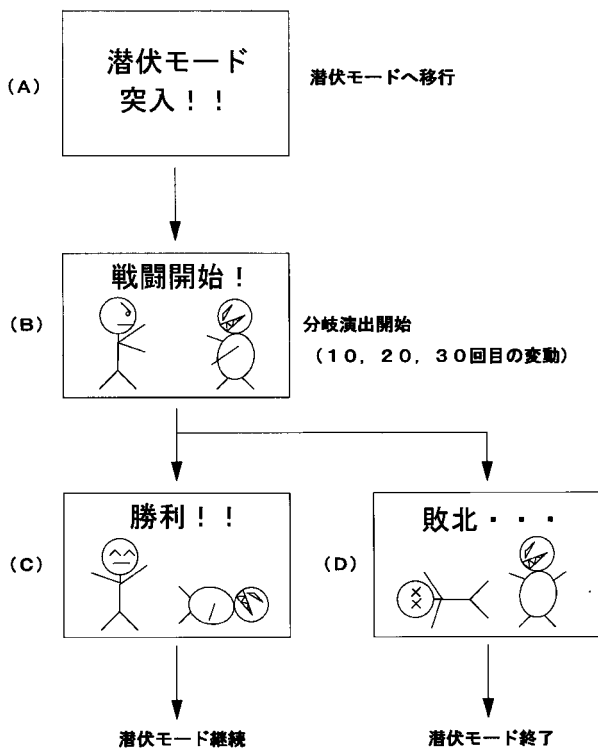 (A)
潜伏モード
突入！！
潜伏モードへ移行
(B)
戦闘開始！
分岐演出開始
（１０，２０，３０回目の変動）
(C)
勝利！！
(D)
敗北・・・
潜伏モード継続
潜伏モード終了